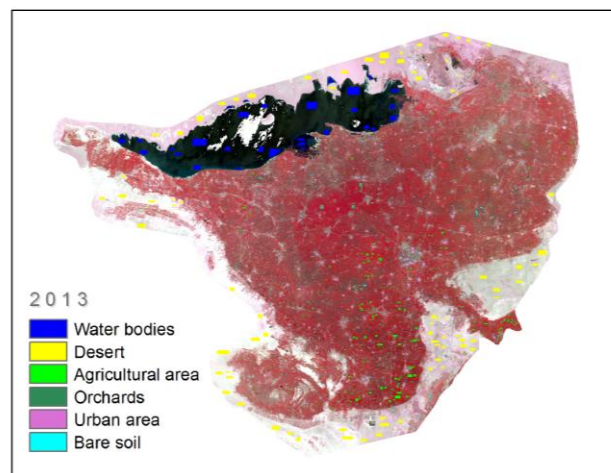 2013
Water bodies
Desert
Agricultural area
Orchards
Urban area
Bare soil